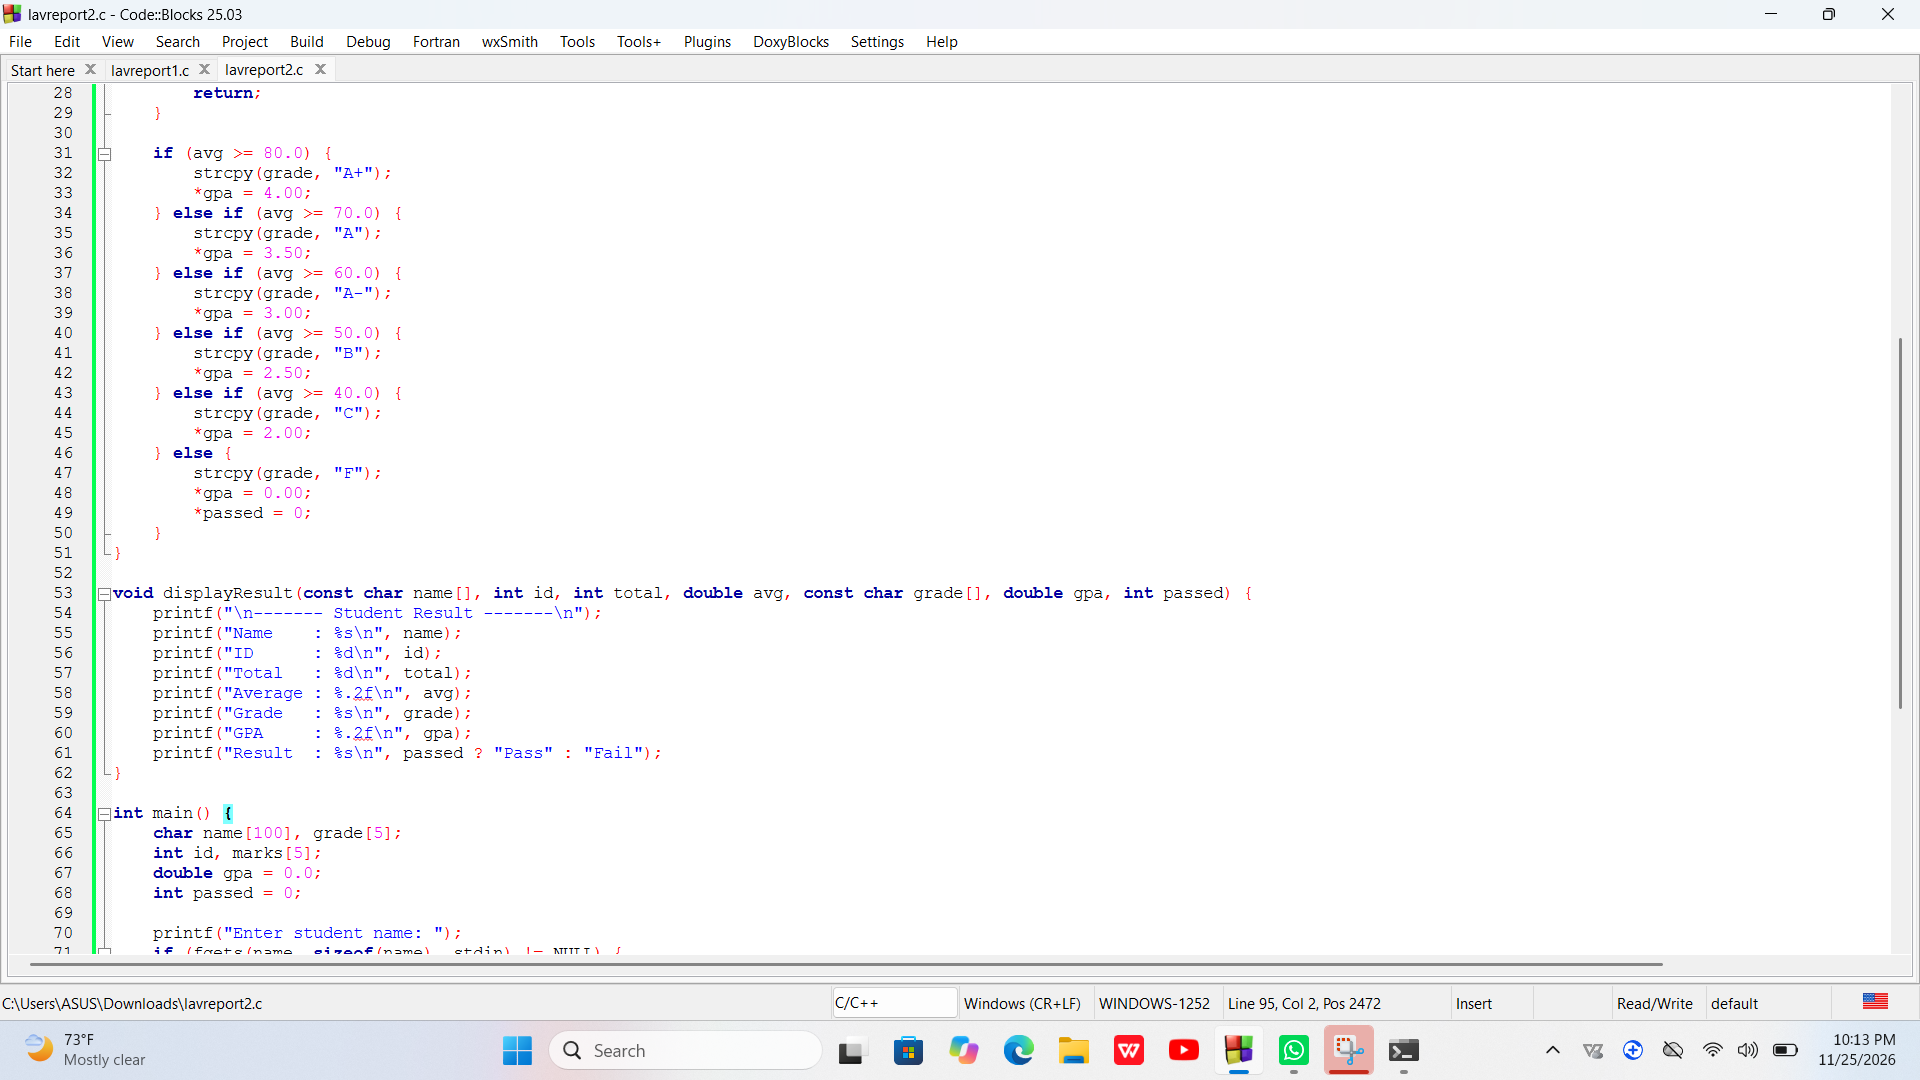 lavreport2.c - Code::Blocks 25.03
File Edit View Search Project Build Debug Fortran wxSmith Tools Tools+ Plugins DoxyBlocks Settings Help
Start here lavreport1.c lavreport2.c
28 return;
29 }
30
31 if (avg >= 80.0) {
32 strcpy(grade, "A+");
33 *gpa = 4.00;
34 } else if (avg >= 70.0) {
35 strcpy(grade, "A");
36 *gpa = 3.50;
37 } else if (avg >= 60.0) {
38 strcpy(grade, "A-");
39 *gpa = 3.00;
40 } else if (avg >= 50.0) {
41 strcpy(grade, "B");
42 *gpa = 2.50;
43 } else if (avg >= 40.0) {
44 strcpy(grade, "C");
45 *gpa = 2.00;
46 } else {
47 strcpy(grade, "F");
48 *gpa = 0.00;
49 *passed = 0;
50 }
51 }
52
53 void displayResult(const char name[], int id, int total, double avg, const char grade[], double gpa, int passed) {
54 printf("\n------- Student Result -------\n");
55 printf("Name    : %s\n", name);
56 printf("ID      : %d\n", id);
57 printf("Total   : %d\n", total);
58 printf("Average : %.2f\n", avg);
59 printf("Grade   : %s\n", grade);
60 printf("GPA     : %.2f\n", gpa);
61 printf("Result  : %s\n", passed ? "Pass" : "Fail");
62 }
63
64 int main() {
65 char name[100], grade[5];
66 int id, marks[5];
67 double gpa = 0.0;
68 int passed = 0;
69
70 printf("Enter student name: ");
71 if (fgets(name, sizeof(name), stdin) != NULL) {
C:\Users\ASUS\Downloads\lavreport2.c C/C++ Windows (CR+LF) WINDOWS-1252 Line 95, Col 2, Pos 2472 Insert Read/Write default
73°F
Mostly clear
Search
10:13 PM
11/25/2026